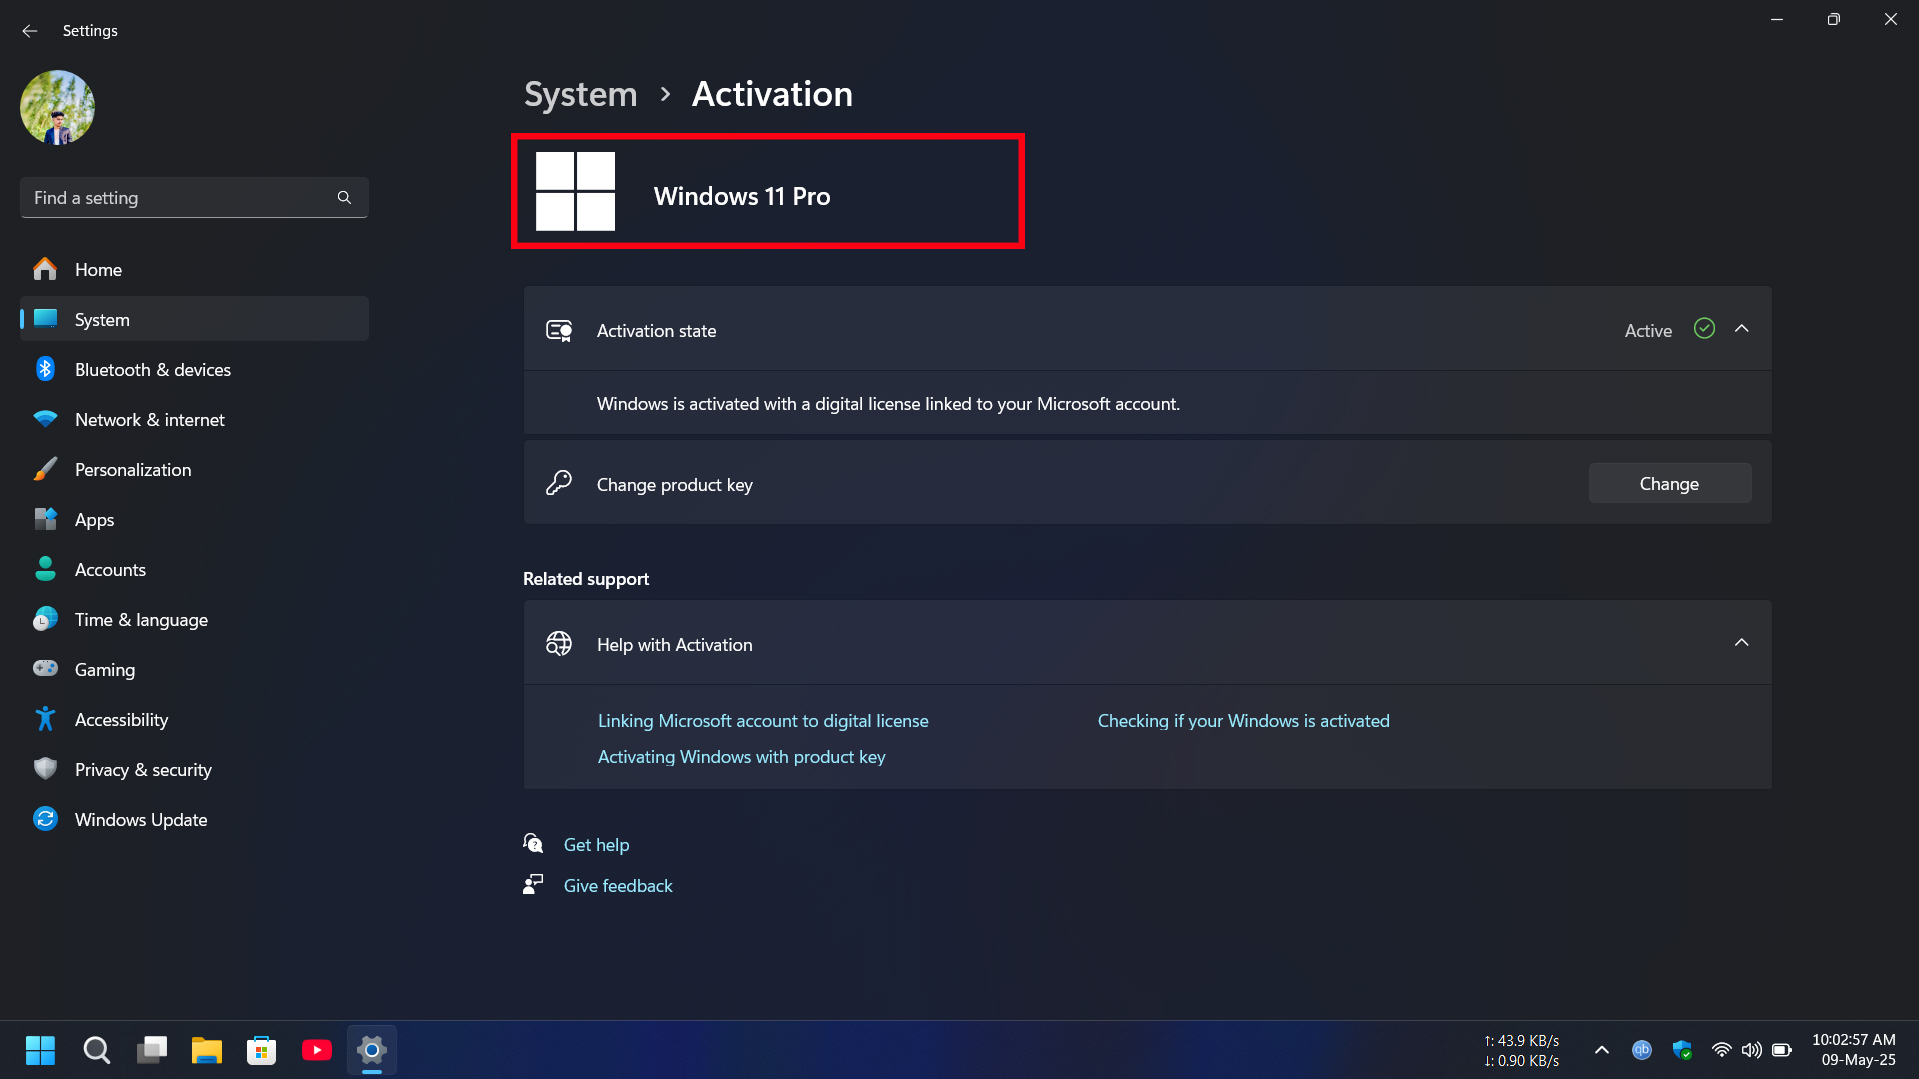 Settings
Find a setting
Home
System
Bluetooth & devices
Network & internet
Personalization
Apps
Accounts
Time & language
Gaming
Accessibility
Privacy & security
Windows Update
System > Activation
Windows 11 Pro
Activation state
Active
Windows is activated with a digital license linked to your Microsoft account.
Change product key
Change
Related support
Help with Activation
Linking Microsoft account to digital license
Checking if your Windows is activated
Activating Windows with product key
Get help
Give feedback
↑: 43.9 KB/s
↓: 0.90 KB/s
qb
10:02:57 AM
09-May-25